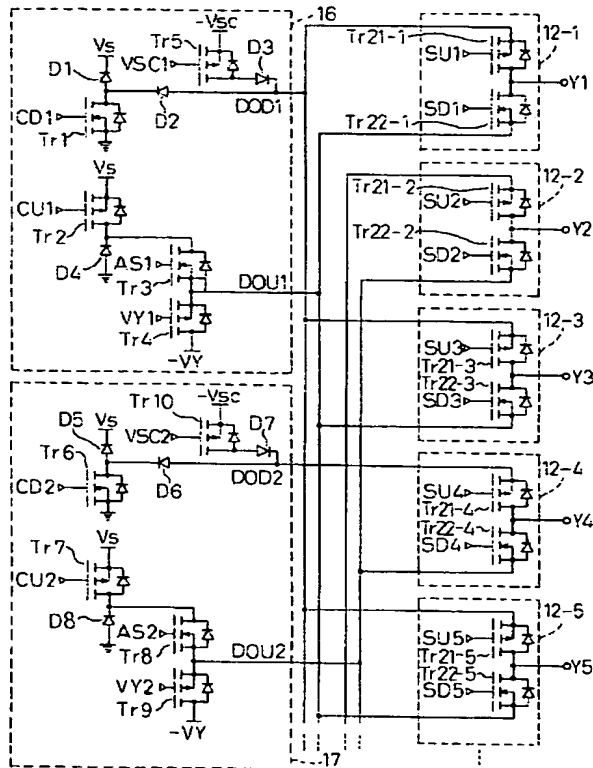 -Vsc
16
Tr5
VSC1
D3
Vs
D1
D2
DOD1
CD1
Tr1
Vs
CU1
Tr2
D4
AS1
Tr3
DOU1
VY1
Tr4
-VY
-Vsc
Tr10
VSC2
D7
Vs
D5
Tr6
D6
DOD2
CD2
Vs
Tr7
CU2
D8
AS2
Tr8
DOU2
VY2
Tr9
-VY
17
Tr21-1
12-1
SU1
Y1
SD1
Tr22-1
Tr21-2
12-2
SU2
Tr22-2
Y2
SD2
12-3
SU3
Tr21-3
Y3
Tr22-3
SD3
12-4
SU4
Tr21-4
Y4
Tr22-4
SD4
12-5
SU5
Tr21-5
Y5
Tr22-5
SD5